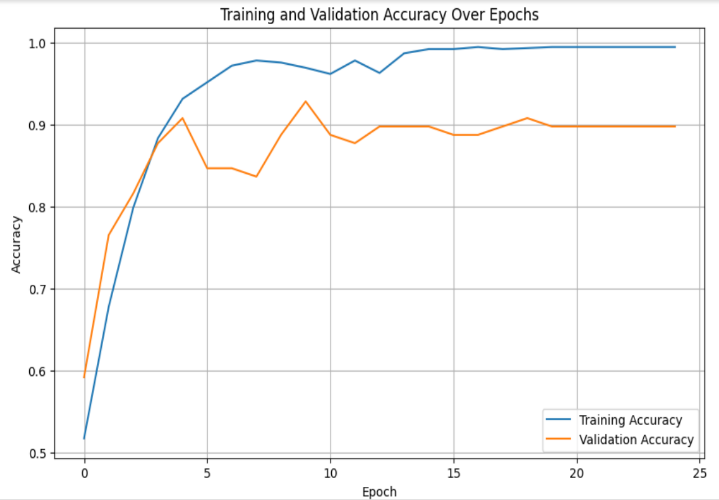 Training and Validation Accuracy Over Epochs
1.0
0.9
0.8
0.7
0.6
0.5
Accuracy
0
5
10
15
20
25
Epoch
Training Accuracy
Validation Accuracy